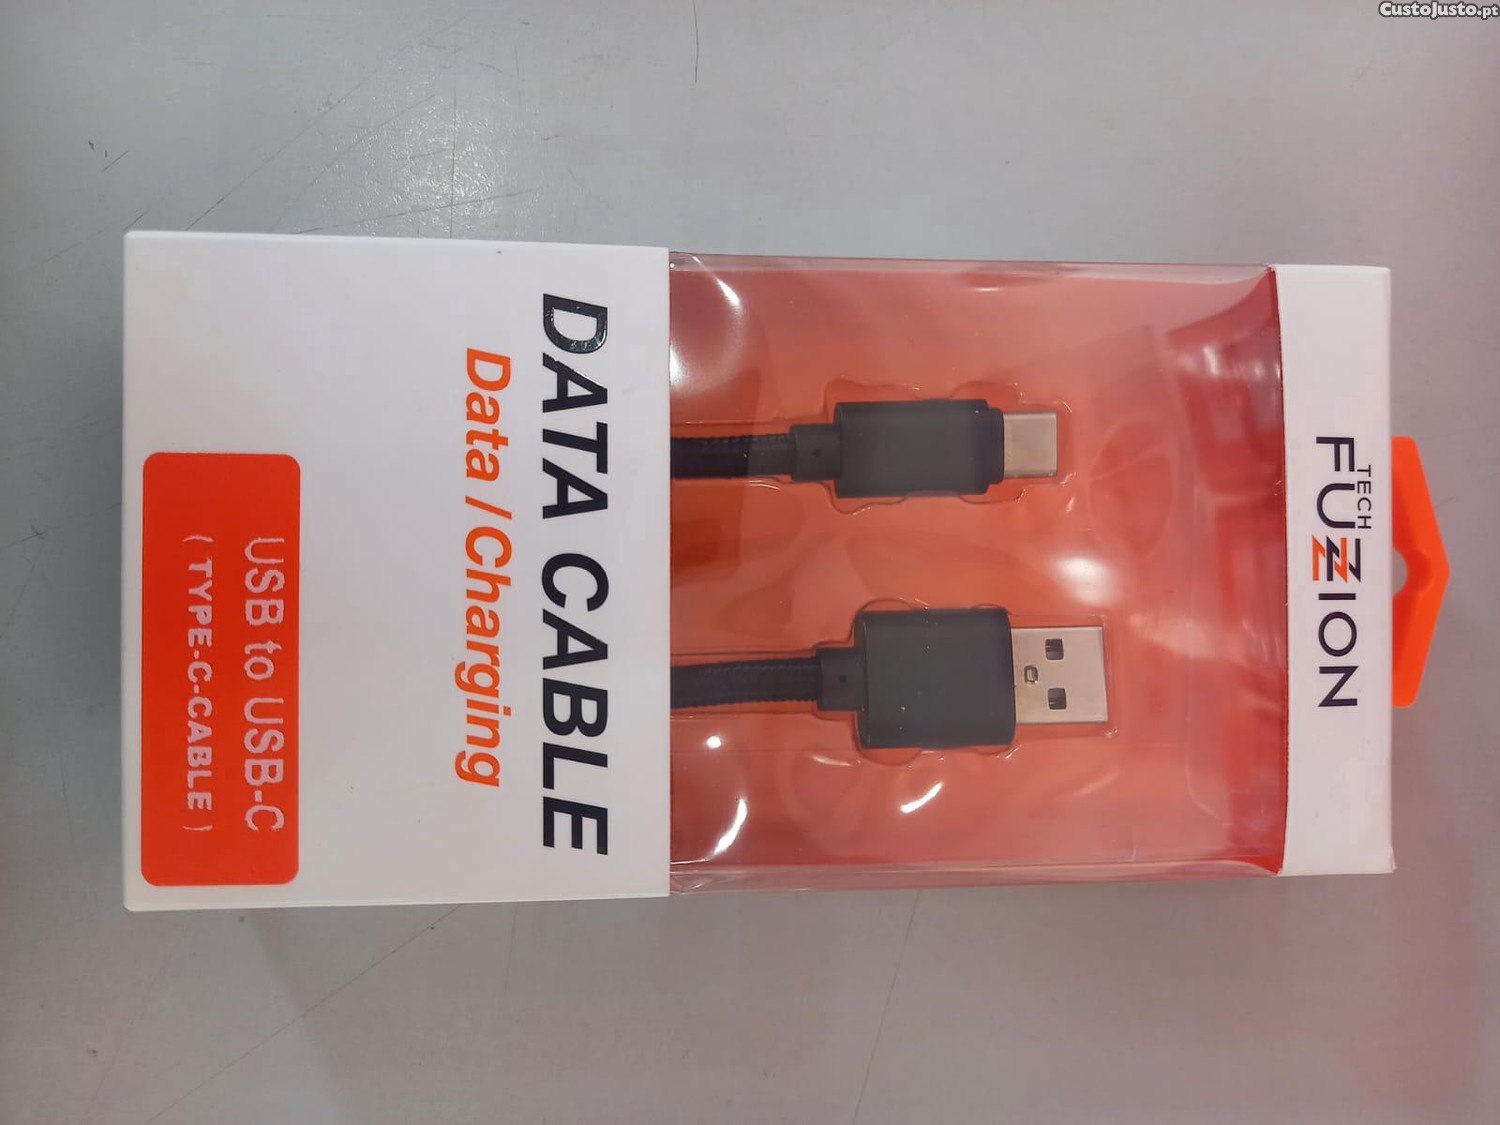 CustoJusto.pt
TECH
FUZZION
DATA CABLE
Data / Charging
USB to USB-C
( TYPE-C-CABLE )